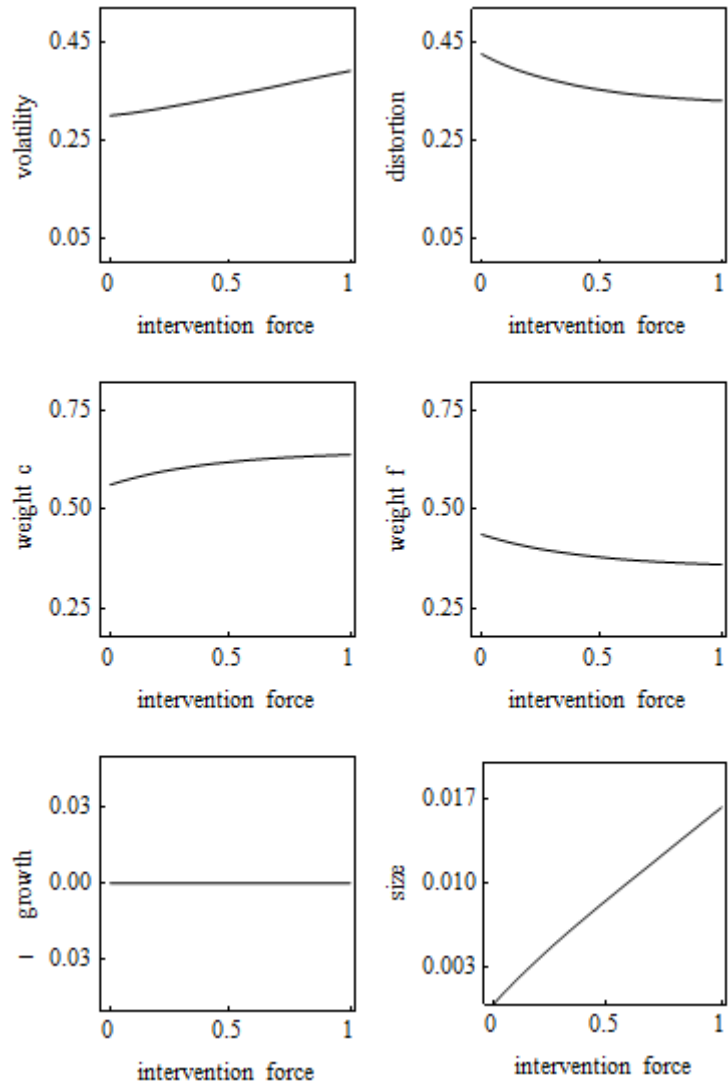 volatility
0.45
0.25
0.05
0 0.5 1
intervention force
distortion
0.45
0.25
0.05
0 0.5 1
intervention force
weight c
0.75
0.50
0.25
0 0.5 1
intervention force
weight f
0.75
0.50
0.25
0 0.5 1
intervention force
growth
0.03
0.00
– 0.03
0 0.5 1
intervention force
size
0.017
0.010
0.003
0 0.5 1
intervention force